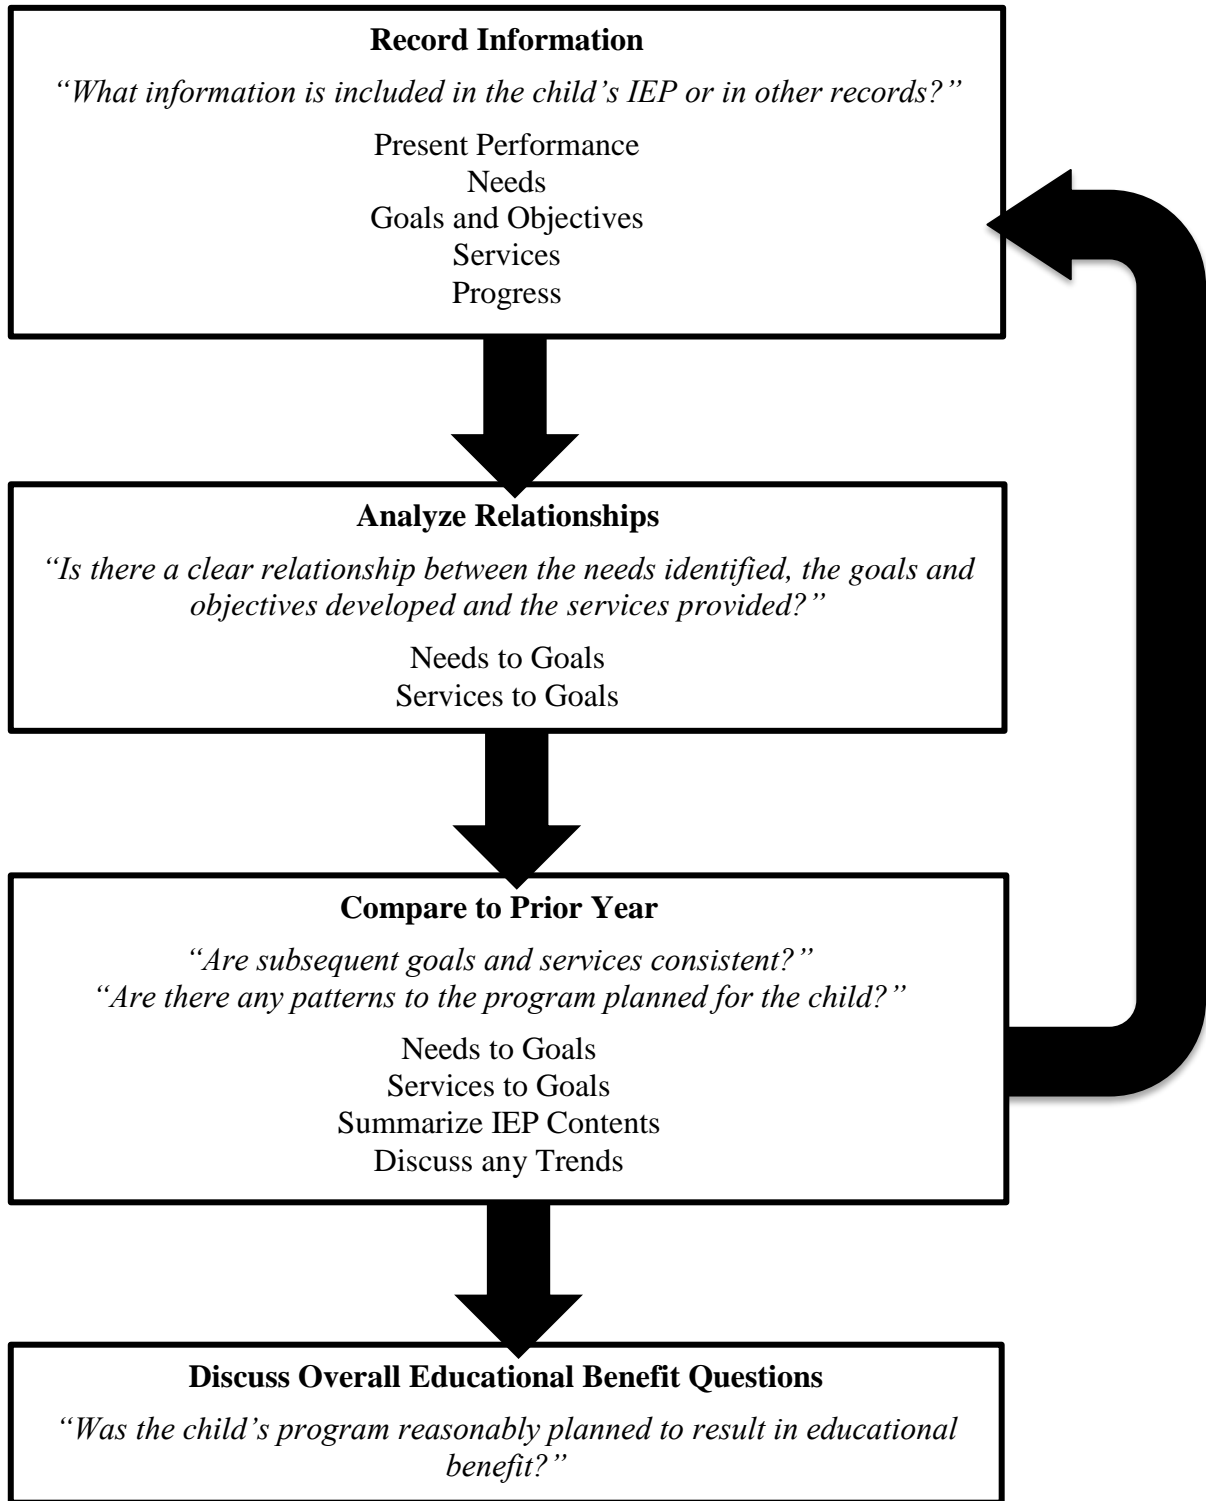 Record Information
“What information is included in the child’s IEP or in other records?”
Present Performance
Needs
Goals and Objectives
Services
Progress
Analyze Relationships
“Is there a clear relationship between the needs identified, the goals and
objectives developed and the services provided?”
Needs to Goals
Services to Goals
Compare to Prior Year
“Are subsequent goals and services consistent?”
“Are there any patterns to the program planned for the child?”
Needs to Goals
Services to Goals
Summarize IEP Contents
Discuss any Trends
Discuss Overall Educational Benefit Questions
“Was the child’s program reasonably planned to result in educational
benefit?”